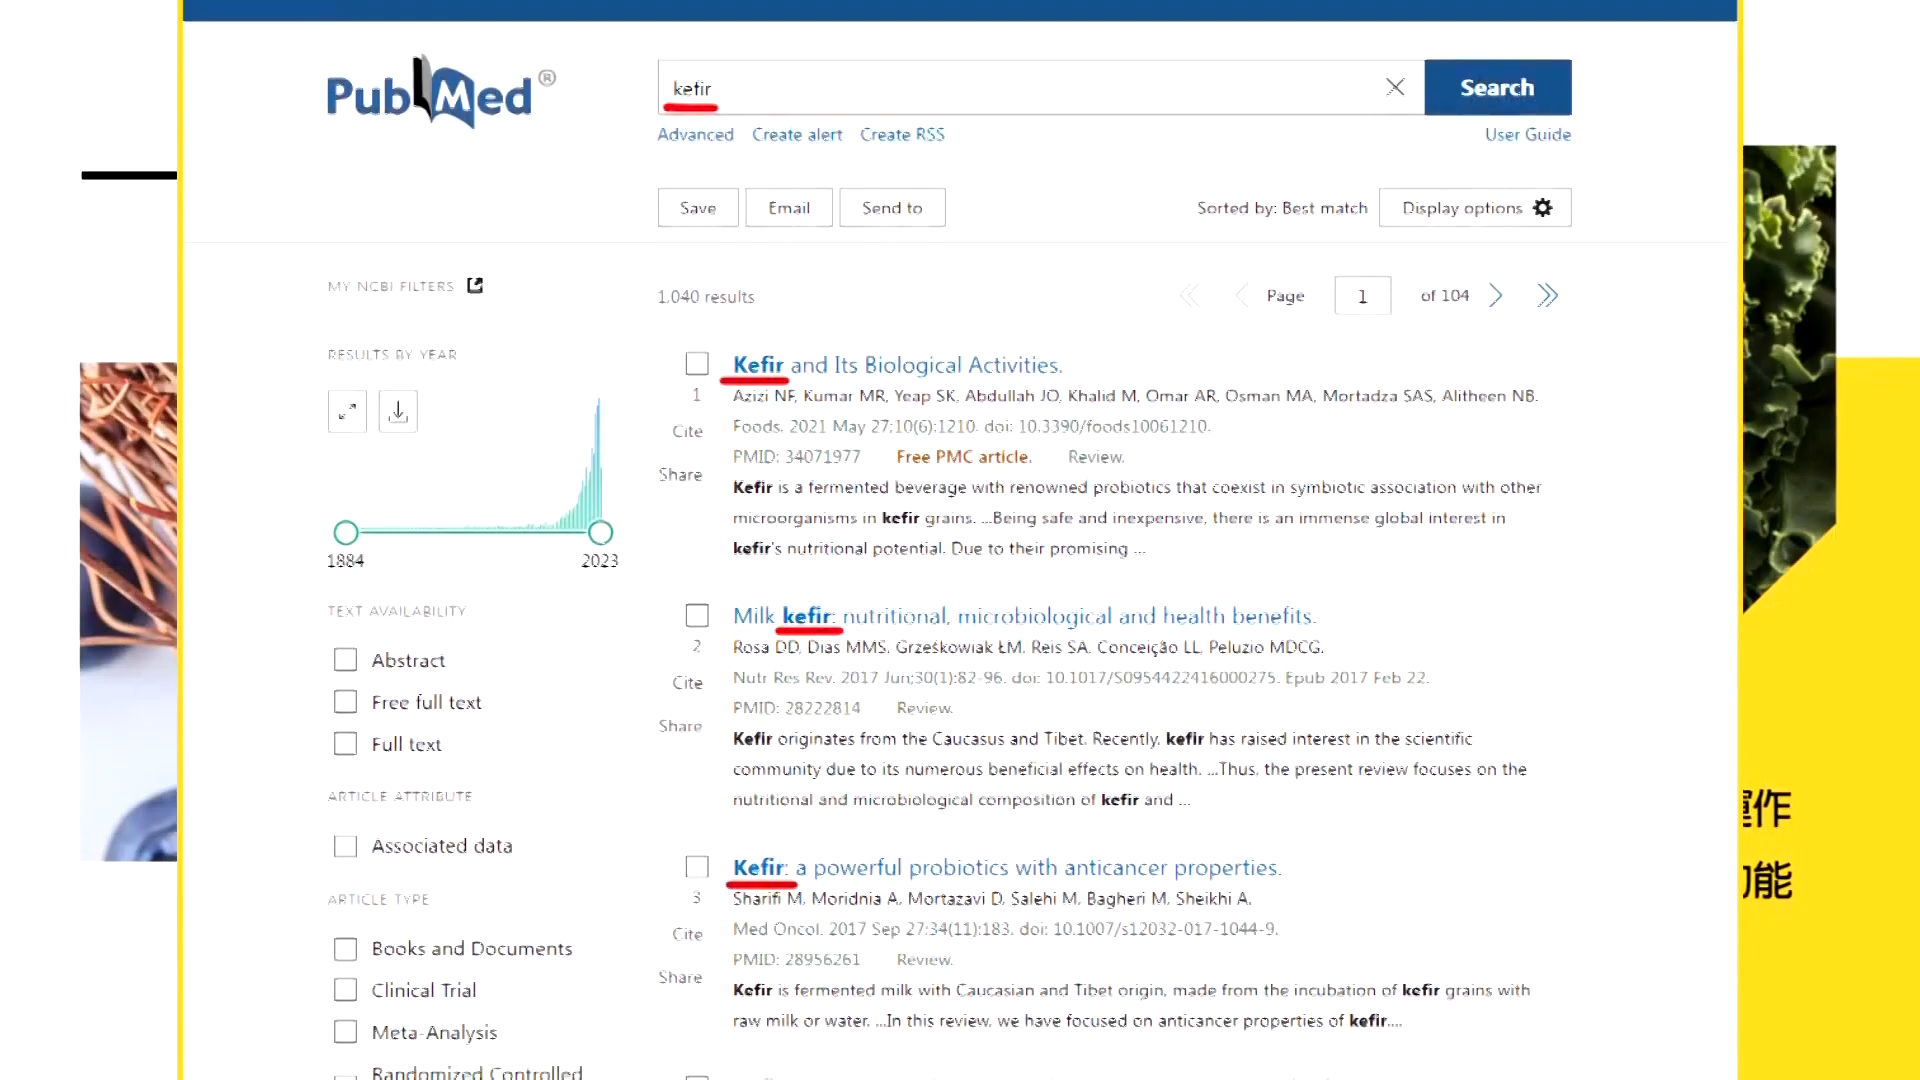 PubMed®
kefir
Search
Advanced Create alert Create RSS
User Guide
Save Email Send to
Sorted by: Best match
Display options
MY NCBI FILTERS
1,040 results
Page 1 of 104
RESULTS BY YEAR
1884 2023
TEXT AVAILABILITY
Abstract
Free full text
Full text
ARTICLE ATTRIBUTE
Associated data
ARTICLE TYPE
Books and Documents
Clinical Trial
Meta-Analysis
Randomized Controlled
Kefir and Its Biological Activities.
1
Cite
Share
Azizi NF, Kumar MR, Yeap SK, Abdullah JO, Khalid M, Omar AR, Osman MA, Mortadza SAS, Alitheen NB.
Foods. 2021 May 27;10(6):1210. doi: 10.3390/foods10061210.
PMID: 34071977 Free PMC article. Review.
Kefir is a fermented beverage with renowned probiotics that coexist in symbiotic association with other
microorganisms in kefir grains. ...Being safe and inexpensive, there is an immense global interest in
kefir's nutritional potential. Due to their promising ...
Milk kefir: nutritional, microbiological and health benefits.
2
Cite
Share
Rosa DD, Dias MMS, Grześkowiak ŁM, Reis SA, Conceição LL, Peluzio MDCG.
Nutr Res Rev. 2017 Jun;30(1):82-96. doi: 10.1017/S0954422416000275. Epub 2017 Feb 22.
PMID: 28222814 Review.
Kefir originates from the Caucasus and Tibet. Recently, kefir has raised interest in the scientific
community due to its numerous beneficial effects on health. ...Thus, the present review focuses on the
nutritional and microbiological composition of kefir and ...
Kefir: a powerful probiotics with anticancer properties.
3
Cite
Share
Sharifi M, Moridnia A, Mortazavi D, Salehi M, Bagheri M, Sheikhi A.
Med Oncol. 2017 Sep 27;34(11):183. doi: 10.1007/s12032-017-1044-9.
PMID: 28956261 Review.
Kefir is fermented milk with Caucasian and Tibet origin, made from the incubation of kefir grains with
raw milk or water. ...In this review, we have focused on anticancer properties of kefir....
作
能